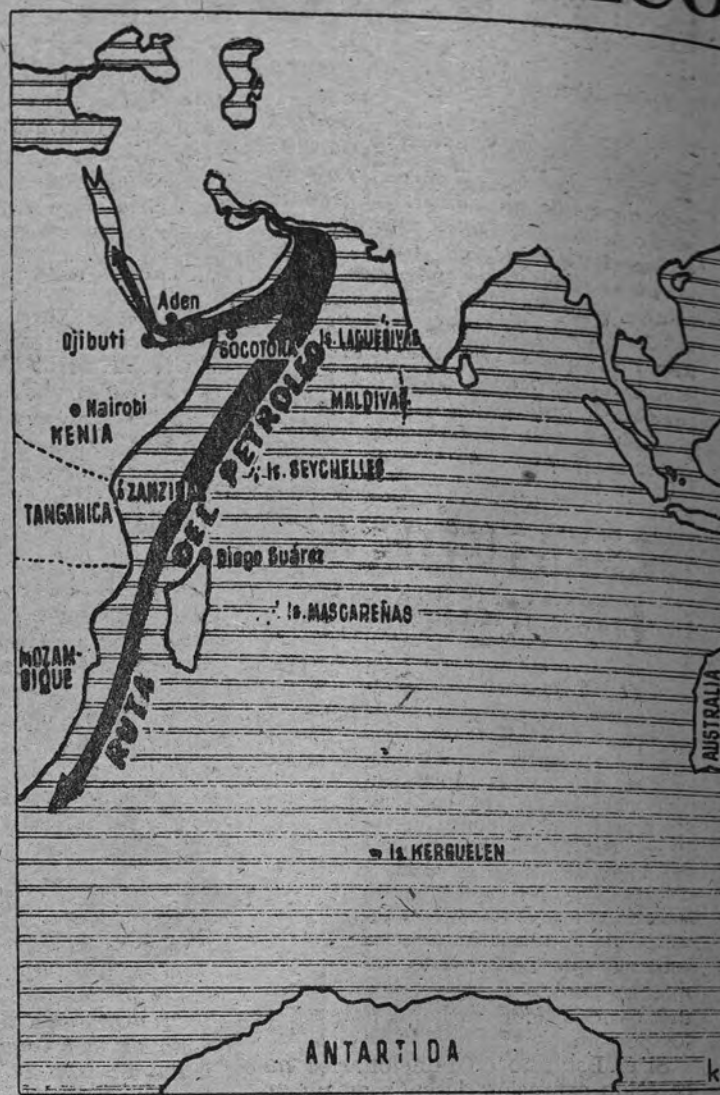 Aden
Djibuti
SOCOTORA
Is. LAQUEDIVAS
MALDIVAS
Nairobi
KENIA
Is. SEYCHELLES
ZANZIBAR
TANGANICA
Diego Suárez
Is. MASCAREÑAS
MOZAM-
BIQUE
RUTA DEL PETROLEO
AUSTRALIA
Is. KERGUELEN
ANTARTIDA
k